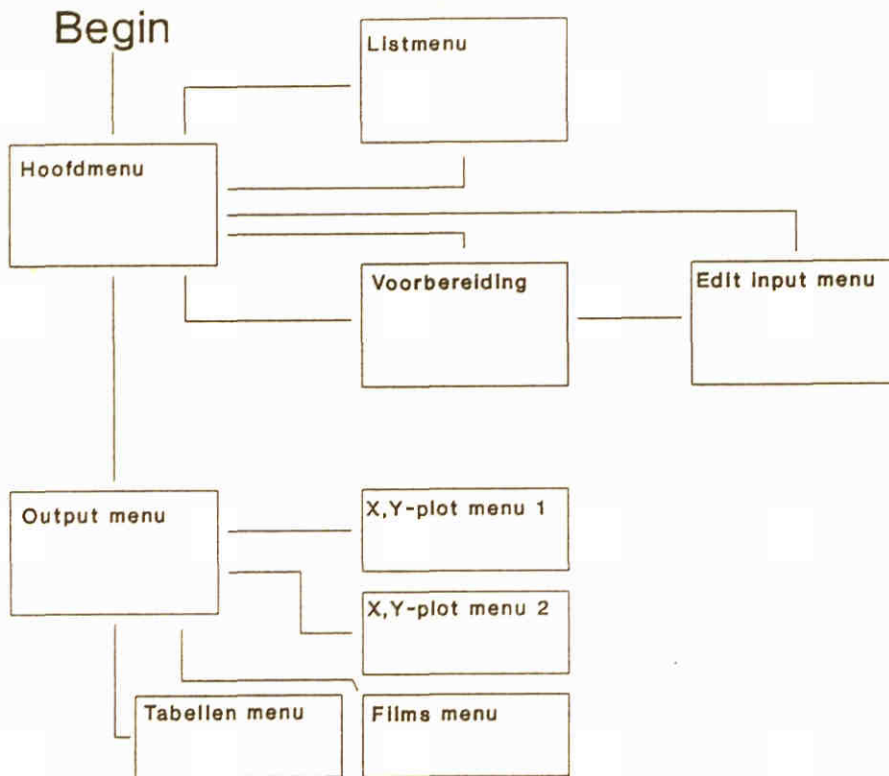 Begin
Listmenu
Hoofdmenu
Voorbereiding
Edit input menu
Output menu
X,Y-plot menu 1
X,Y-plot menu 2
Tabellen menu
Films menu